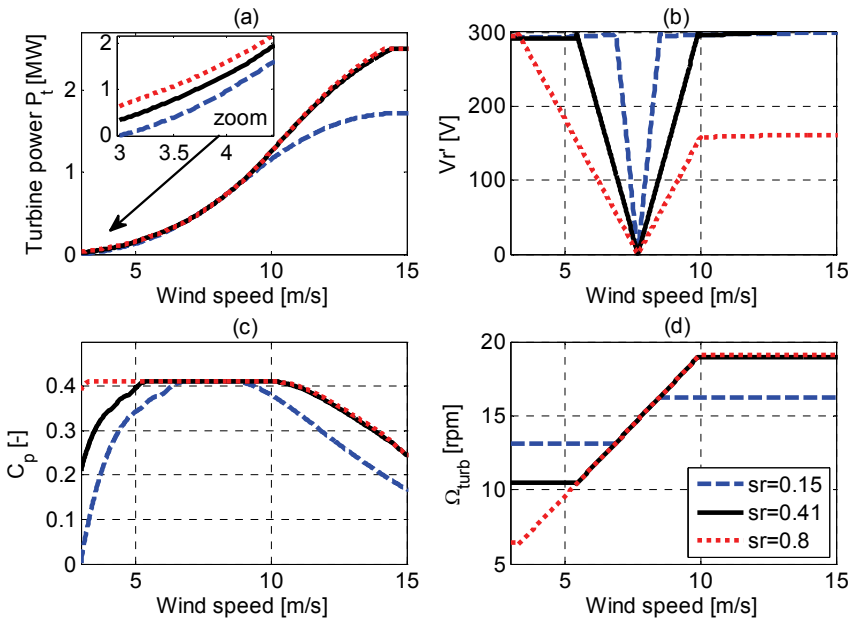 (a)
Turbine power P_t [MW]
2
1
0
2
1
0
3
3.5
4
zoom
5
10
15
Wind speed [m/s]
(b)
Vr' [V]
300
200
100
0
5
10
15
Wind speed [m/s]
(c)
C_p [-]
0.4
0.3
0.2
0.1
0
5
10
15
Wind speed [m/s]
(d)
Ω_turb [rpm]
20
15
10
5
5
10
15
Wind speed [m/s]
sr=0.15
sr=0.41
sr=0.8